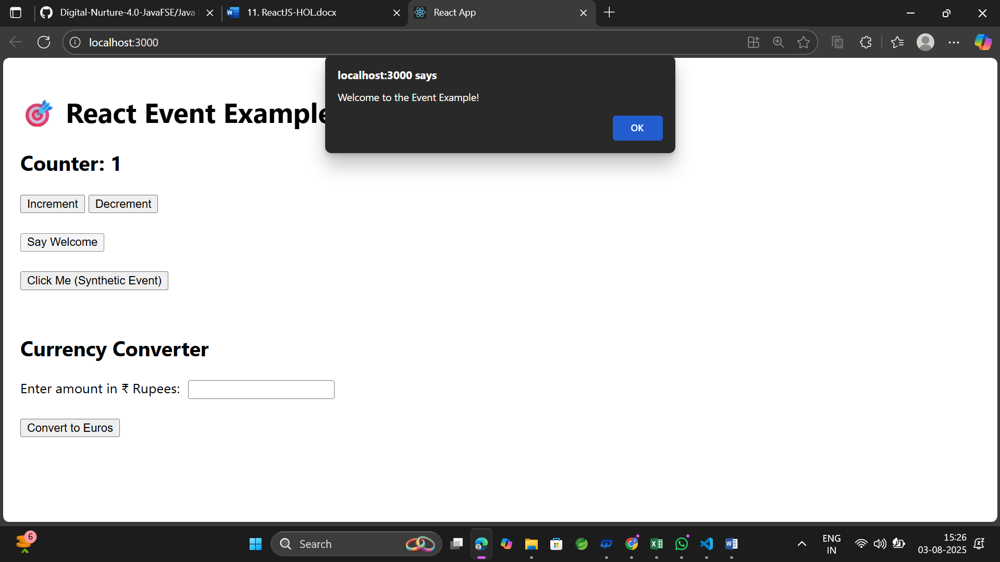 Digital-Nurture-4.0-JavaFSE/Java
11. ReactJS-HOL.docx
React App
localhost:3000
localhost:3000 says
Welcome to the Event Example!
OK
React Event Example
Counter: 1
Increment Decrement
Say Welcome
Click Me (Synthetic Event)
Currency Converter
Enter amount in ₹ Rupees:
Convert to Euros
6
Search
ENG
IN
15:26
03-08-2025